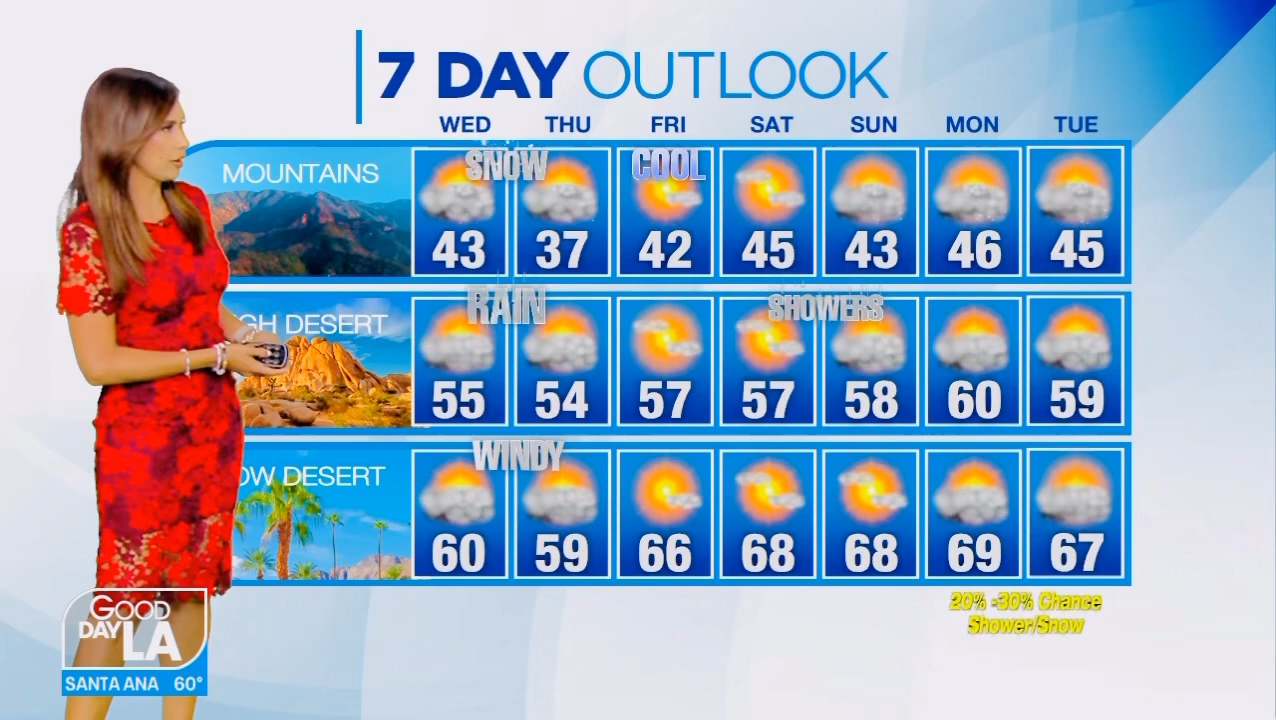 7 DAY OUTLOOK
WED THU FRI SAT SUN MON TUE
MOUNTAINS
SNOW COOL
43 37 42 45 43 46 45
GH DESERT
RAIN SHOWERS
55 54 57 57 58 60 59
OW DESERT
WINDY
60 59 66 68 68 69 67
20% -30% Chance
Shower/Snow
GOOD
DAY LA
SANTA ANA 60°